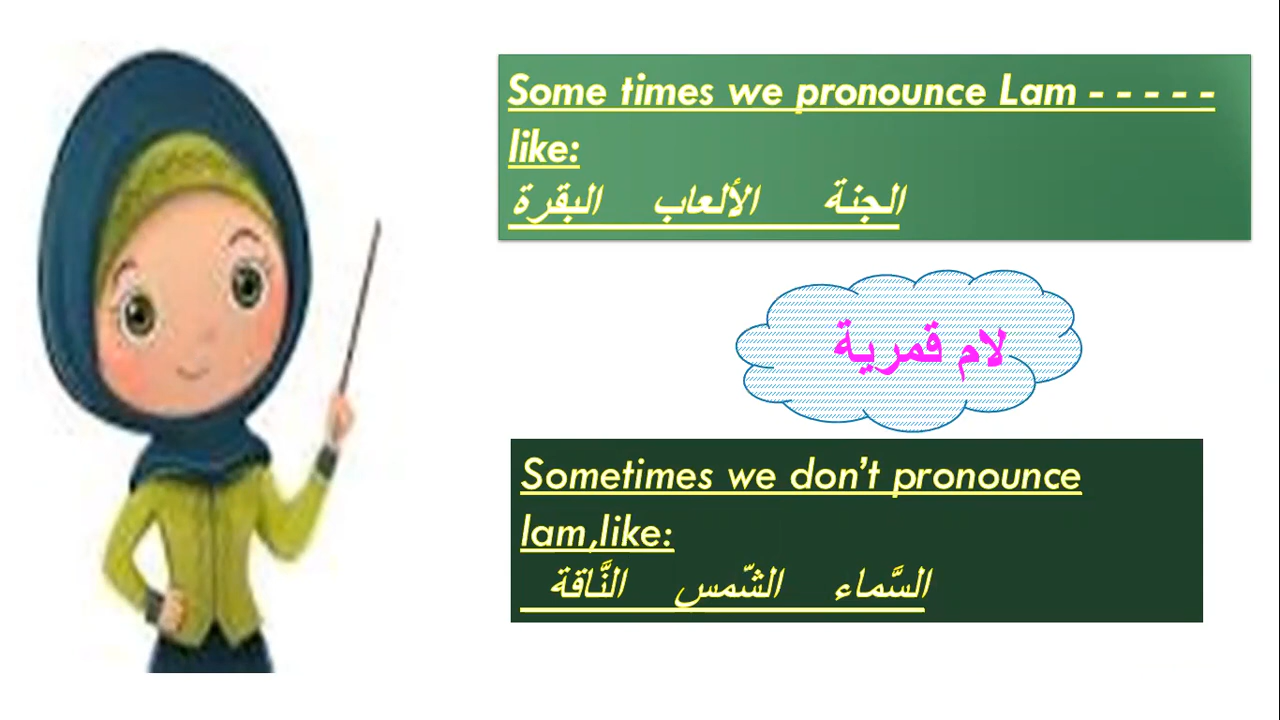 Some times we pronounce Lam - - - - -
like:
الجنة الألعاب البقرة
لام قمرية
Sometimes we don't pronounce
lam,like:
السَّماء الشّمس النَّاقة